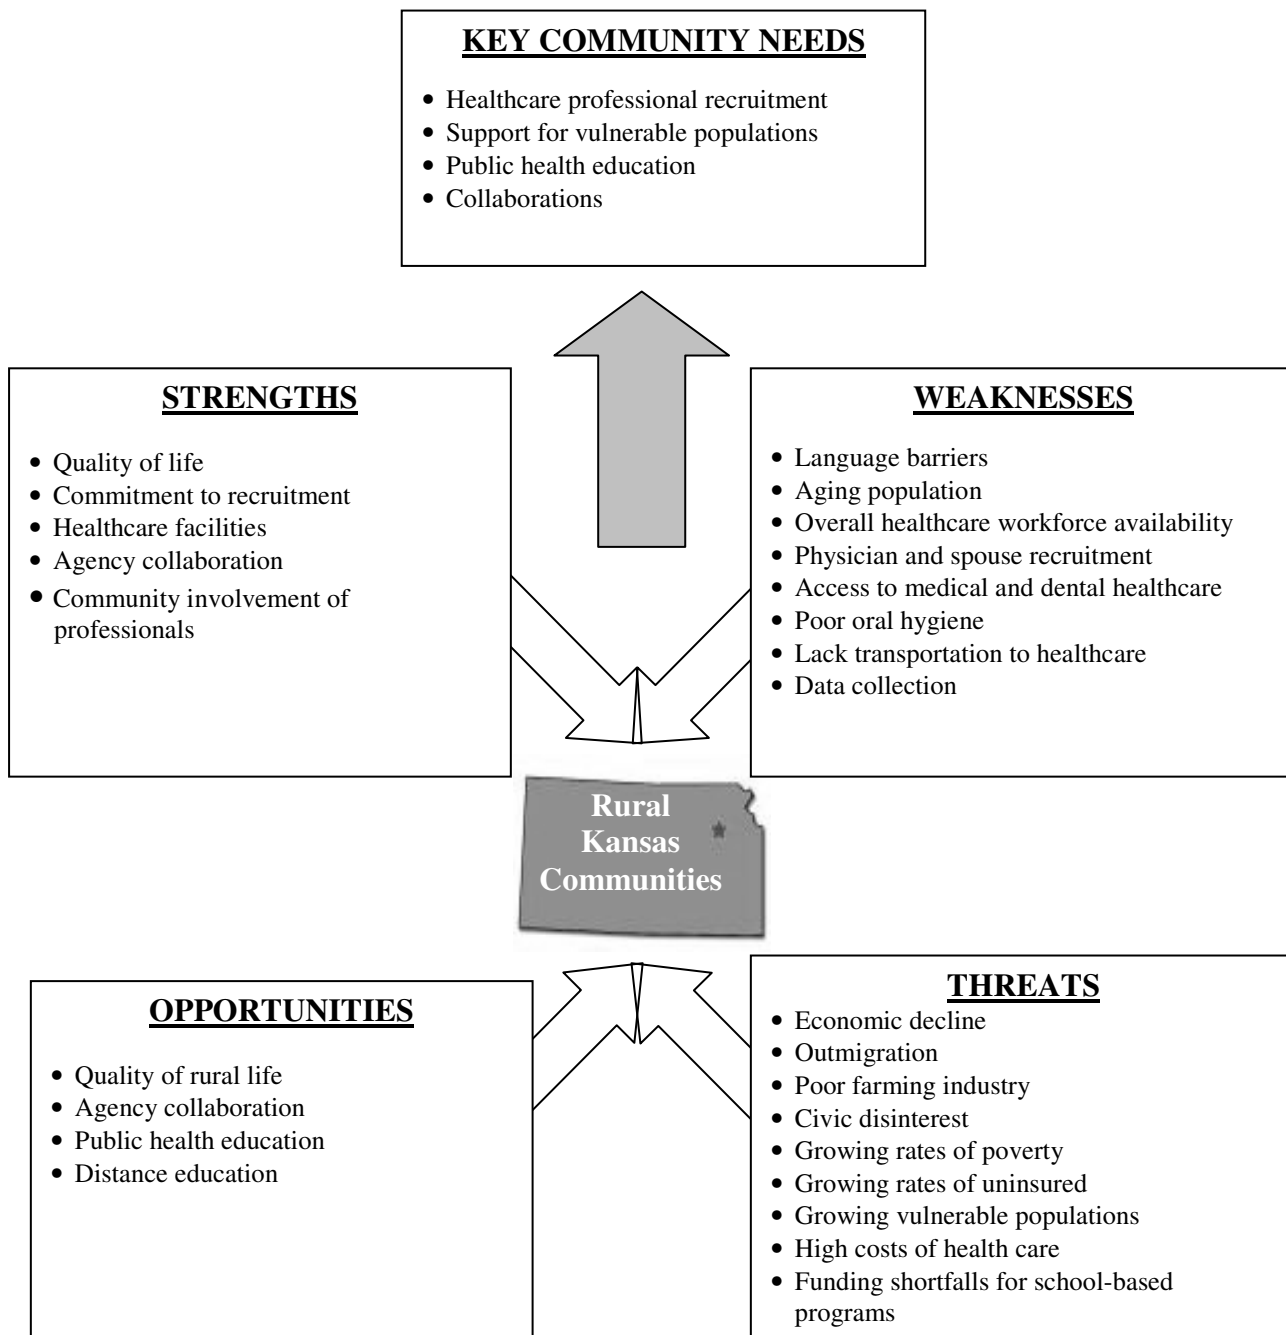 KEY COMMUNITY NEEDS
• Healthcare professional recruitment
• Support for vulnerable populations
• Public health education
• Collaborations
STRENGTHS
• Quality of life
• Commitment to recruitment
• Healthcare facilities
• Agency collaboration
• Community involvement of
professionals
WEAKNESSES
• Language barriers
• Aging population
• Overall healthcare workforce availability
• Physician and spouse recruitment
• Access to medical and dental healthcare
• Poor oral hygiene
• Lack transportation to healthcare
• Data collection
Rural
Kansas
Communities
OPPORTUNITIES
• Quality of rural life
• Agency collaboration
• Public health education
• Distance education
THREATS
• Economic decline
• Outmigration
• Poor farming industry
• Civic disinterest
• Growing rates of poverty
• Growing rates of uninsured
• Growing vulnerable populations
• High costs of health care
• Funding shortfalls for school-based
programs